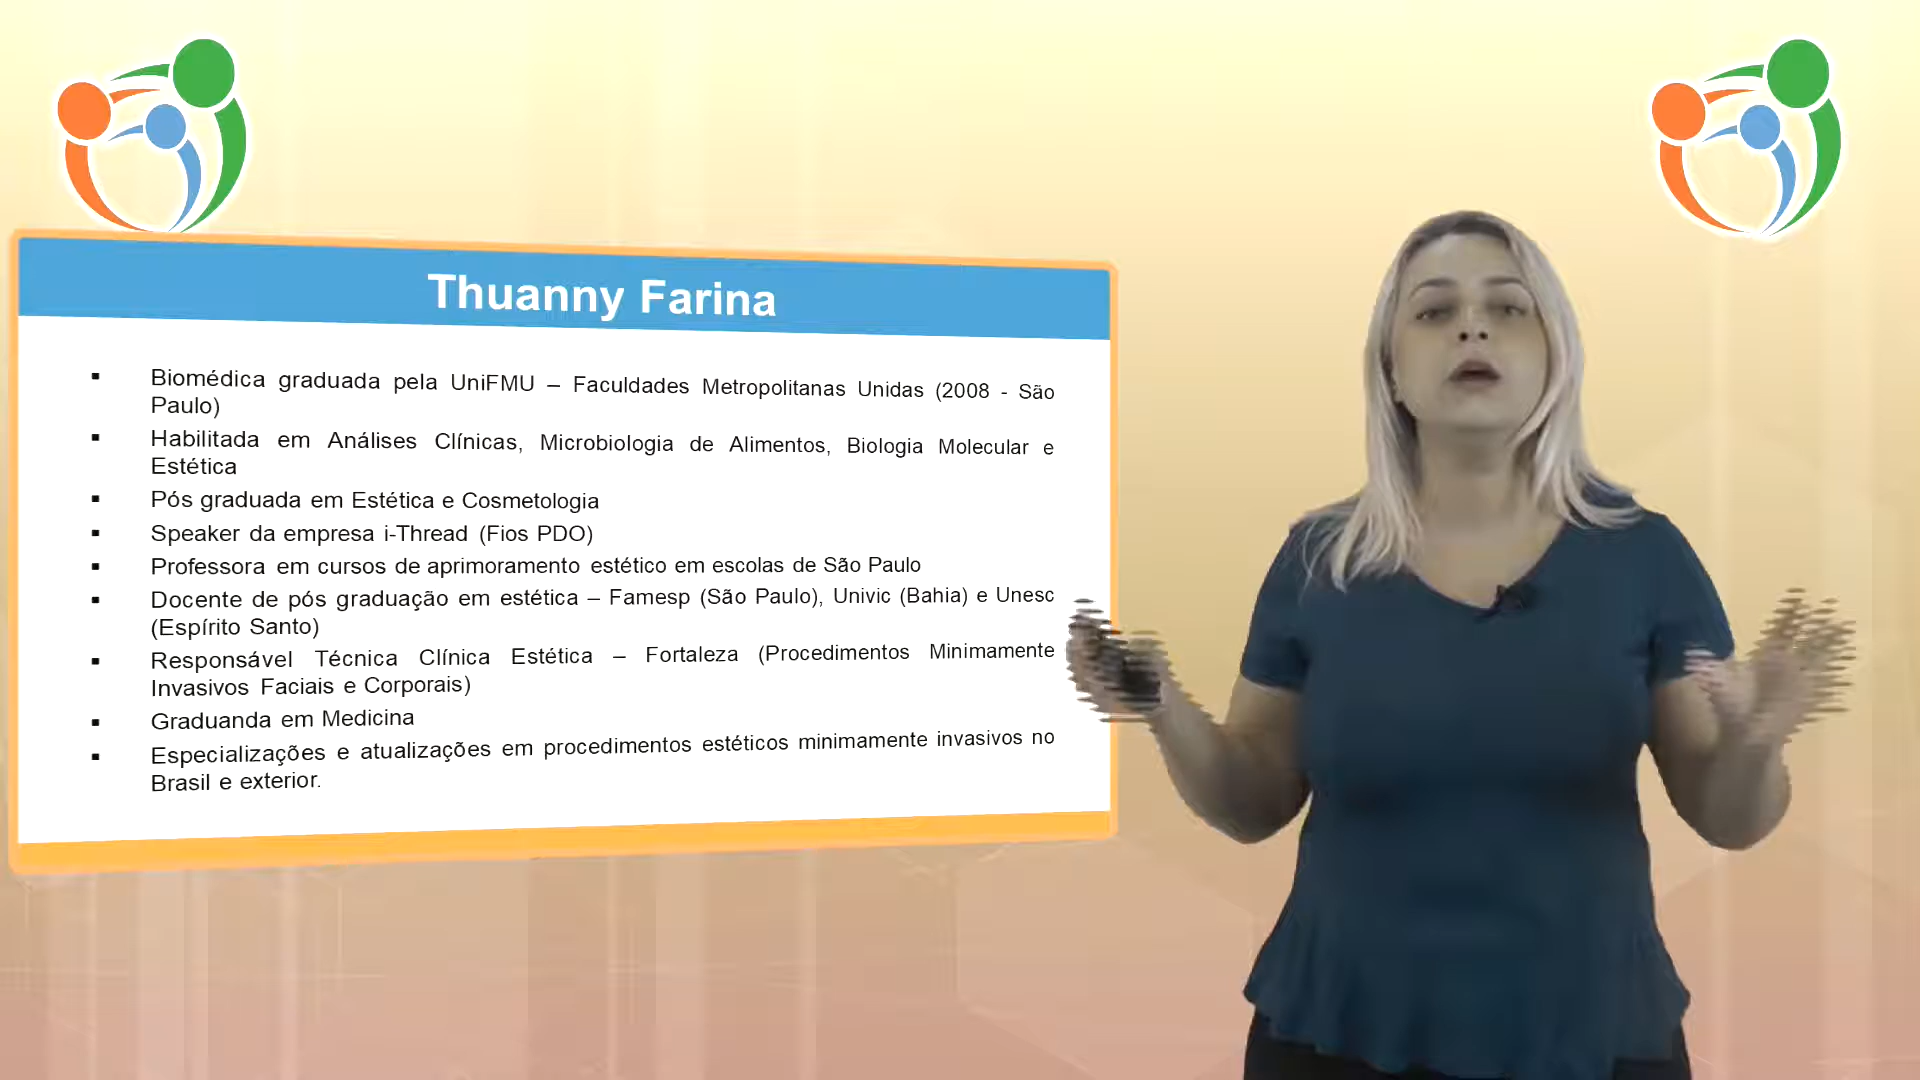 Thuanny Farina
▪ Biomédica graduada pela UniFMU – Faculdades Metropolitanas Unidas (2008 - São
Paulo)
▪ Habilitada em Análises Clínicas, Microbiologia de Alimentos, Biologia Molecular e
Estética
▪ Pós graduada em Estética e Cosmetologia
▪ Speaker da empresa i-Thread (Fios PDO)
▪ Professora em cursos de aprimoramento estético em escolas de São Paulo
▪ Docente de pós graduação em estética – Famesp (São Paulo), Univic (Bahia) e Unesc
(Espírito Santo)
▪ Responsável Técnica Clínica Estética – Fortaleza (Procedimentos Minimamente
Invasivos Faciais e Corporais)
▪ Graduanda em Medicina
▪ Especializações e atualizações em procedimentos estéticos minimamente invasivos no
Brasil e exterior.